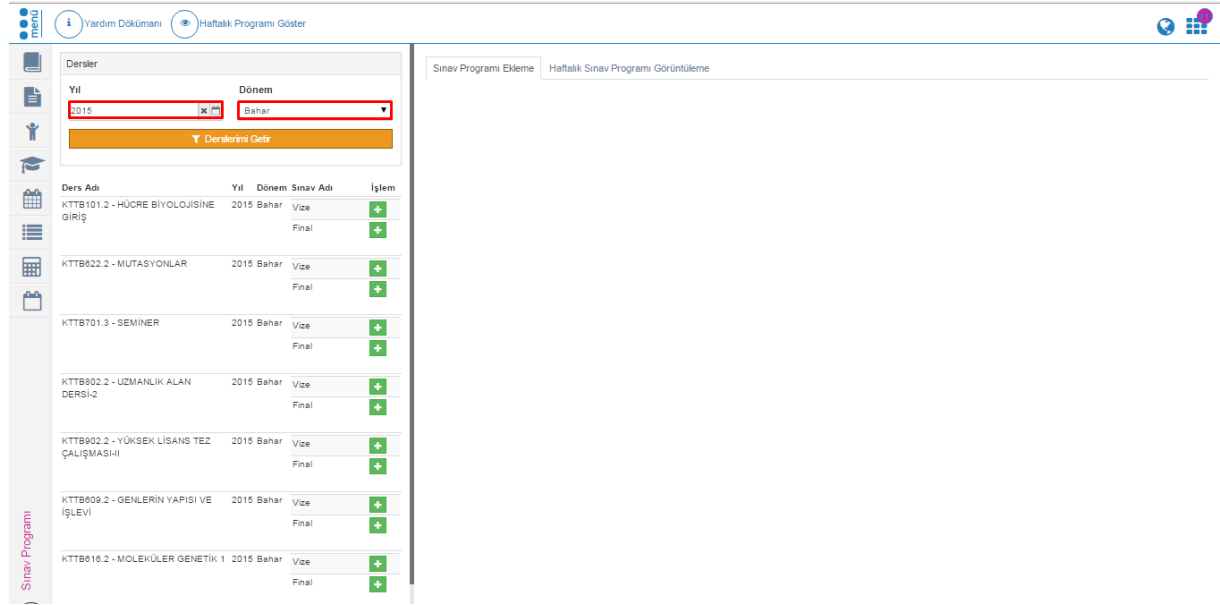 menü
Yardım Dökümanı
Haftalık Programı Göster
21
Dersler
Yıl Dönem
2015 Bahar
Derslerimi Getir
Ders Adı Yıl Dönem Sınav Adı İşlem
KTTB101.2 - HÜCRE BİYOLOJİSİNE 2015 Bahar Vize
GİRİŞ
Final
KTTB622.2 - MUTASYONLAR 2015 Bahar Vize
Final
KTTB701.3 - SEMİNER 2015 Bahar Vize
Final
KTTB802.2 - UZMANLIK ALAN 2015 Bahar Vize
DERSİ-2
Final
KTTB902.2 - YÜKSEK LİSANS TEZ 2015 Bahar Vize
ÇALIŞMASI-II
Final
KTTB609.2 - GENLERİN YAPISI VE 2015 Bahar Vize
İŞLEVİ
Final
KTTB616.2 - MOLEKÜLER GENETİK 1 2015 Bahar Vize
Final
Sınav Programı
Sınav Programı Ekleme
Haftalık Sınav Programı Görüntüleme